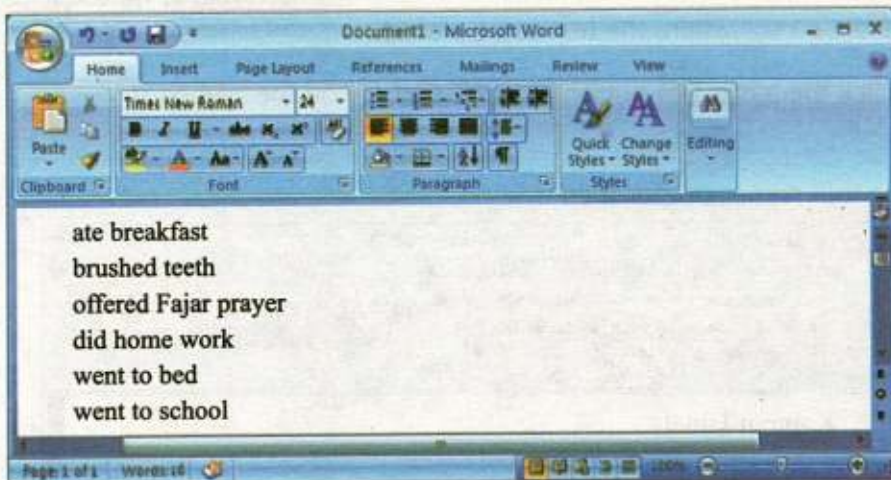 Document1 - Microsoft Word
Home Insert Page Layout References Mailings Review View
Times New Roman 24
Paste
Quick Styles
Change Styles
Editing
Clipboard Font Paragraph Styles
ate breakfast
brushed teeth
offered Fajar prayer
did home work
went to bed
went to school
Page: 1 of 1 Words: 16 100%